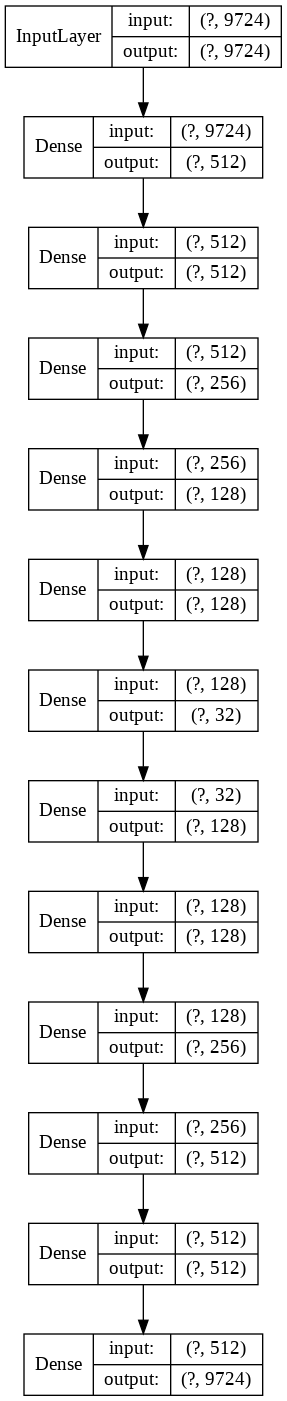 InputLayer
input: (?, 9724)
output: (?, 9724)
Dense
input: (?, 9724)
output: (?, 512)
Dense
input: (?, 512)
output: (?, 512)
Dense
input: (?, 512)
output: (?, 256)
Dense
input: (?, 256)
output: (?, 128)
Dense
input: (?, 128)
output: (?, 128)
Dense
input: (?, 128)
output: (?, 32)
Dense
input: (?, 32)
output: (?, 128)
Dense
input: (?, 128)
output: (?, 128)
Dense
input: (?, 128)
output: (?, 256)
Dense
input: (?, 256)
output: (?, 512)
Dense
input: (?, 512)
output: (?, 512)
Dense
input: (?, 512)
output: (?, 9724)